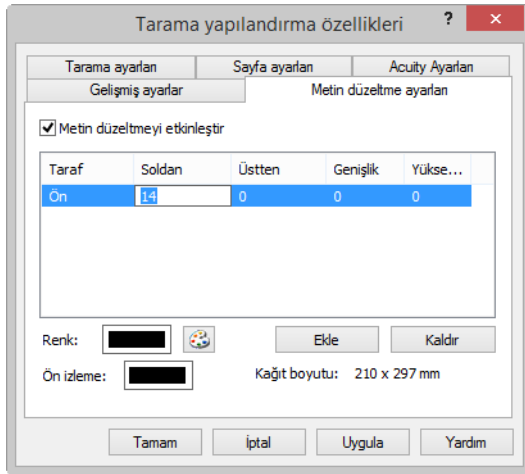 Tarama yapılandırma özellikleri ? ×
Tarama ayarları Sayfa ayarları Acuity Ayarları
Gelişmiş ayarlar Metin düzeltme ayarları
Metin düzeltmeyi etkinleştir
Taraf Soldan Üstten Genişlik Yükse...
Ön 14 0 0 0
Renk: Ekle Kaldır
Ön izleme: Kağıt boyutu: 210 x 297 mm
Tamam İptal Uygula Yardım